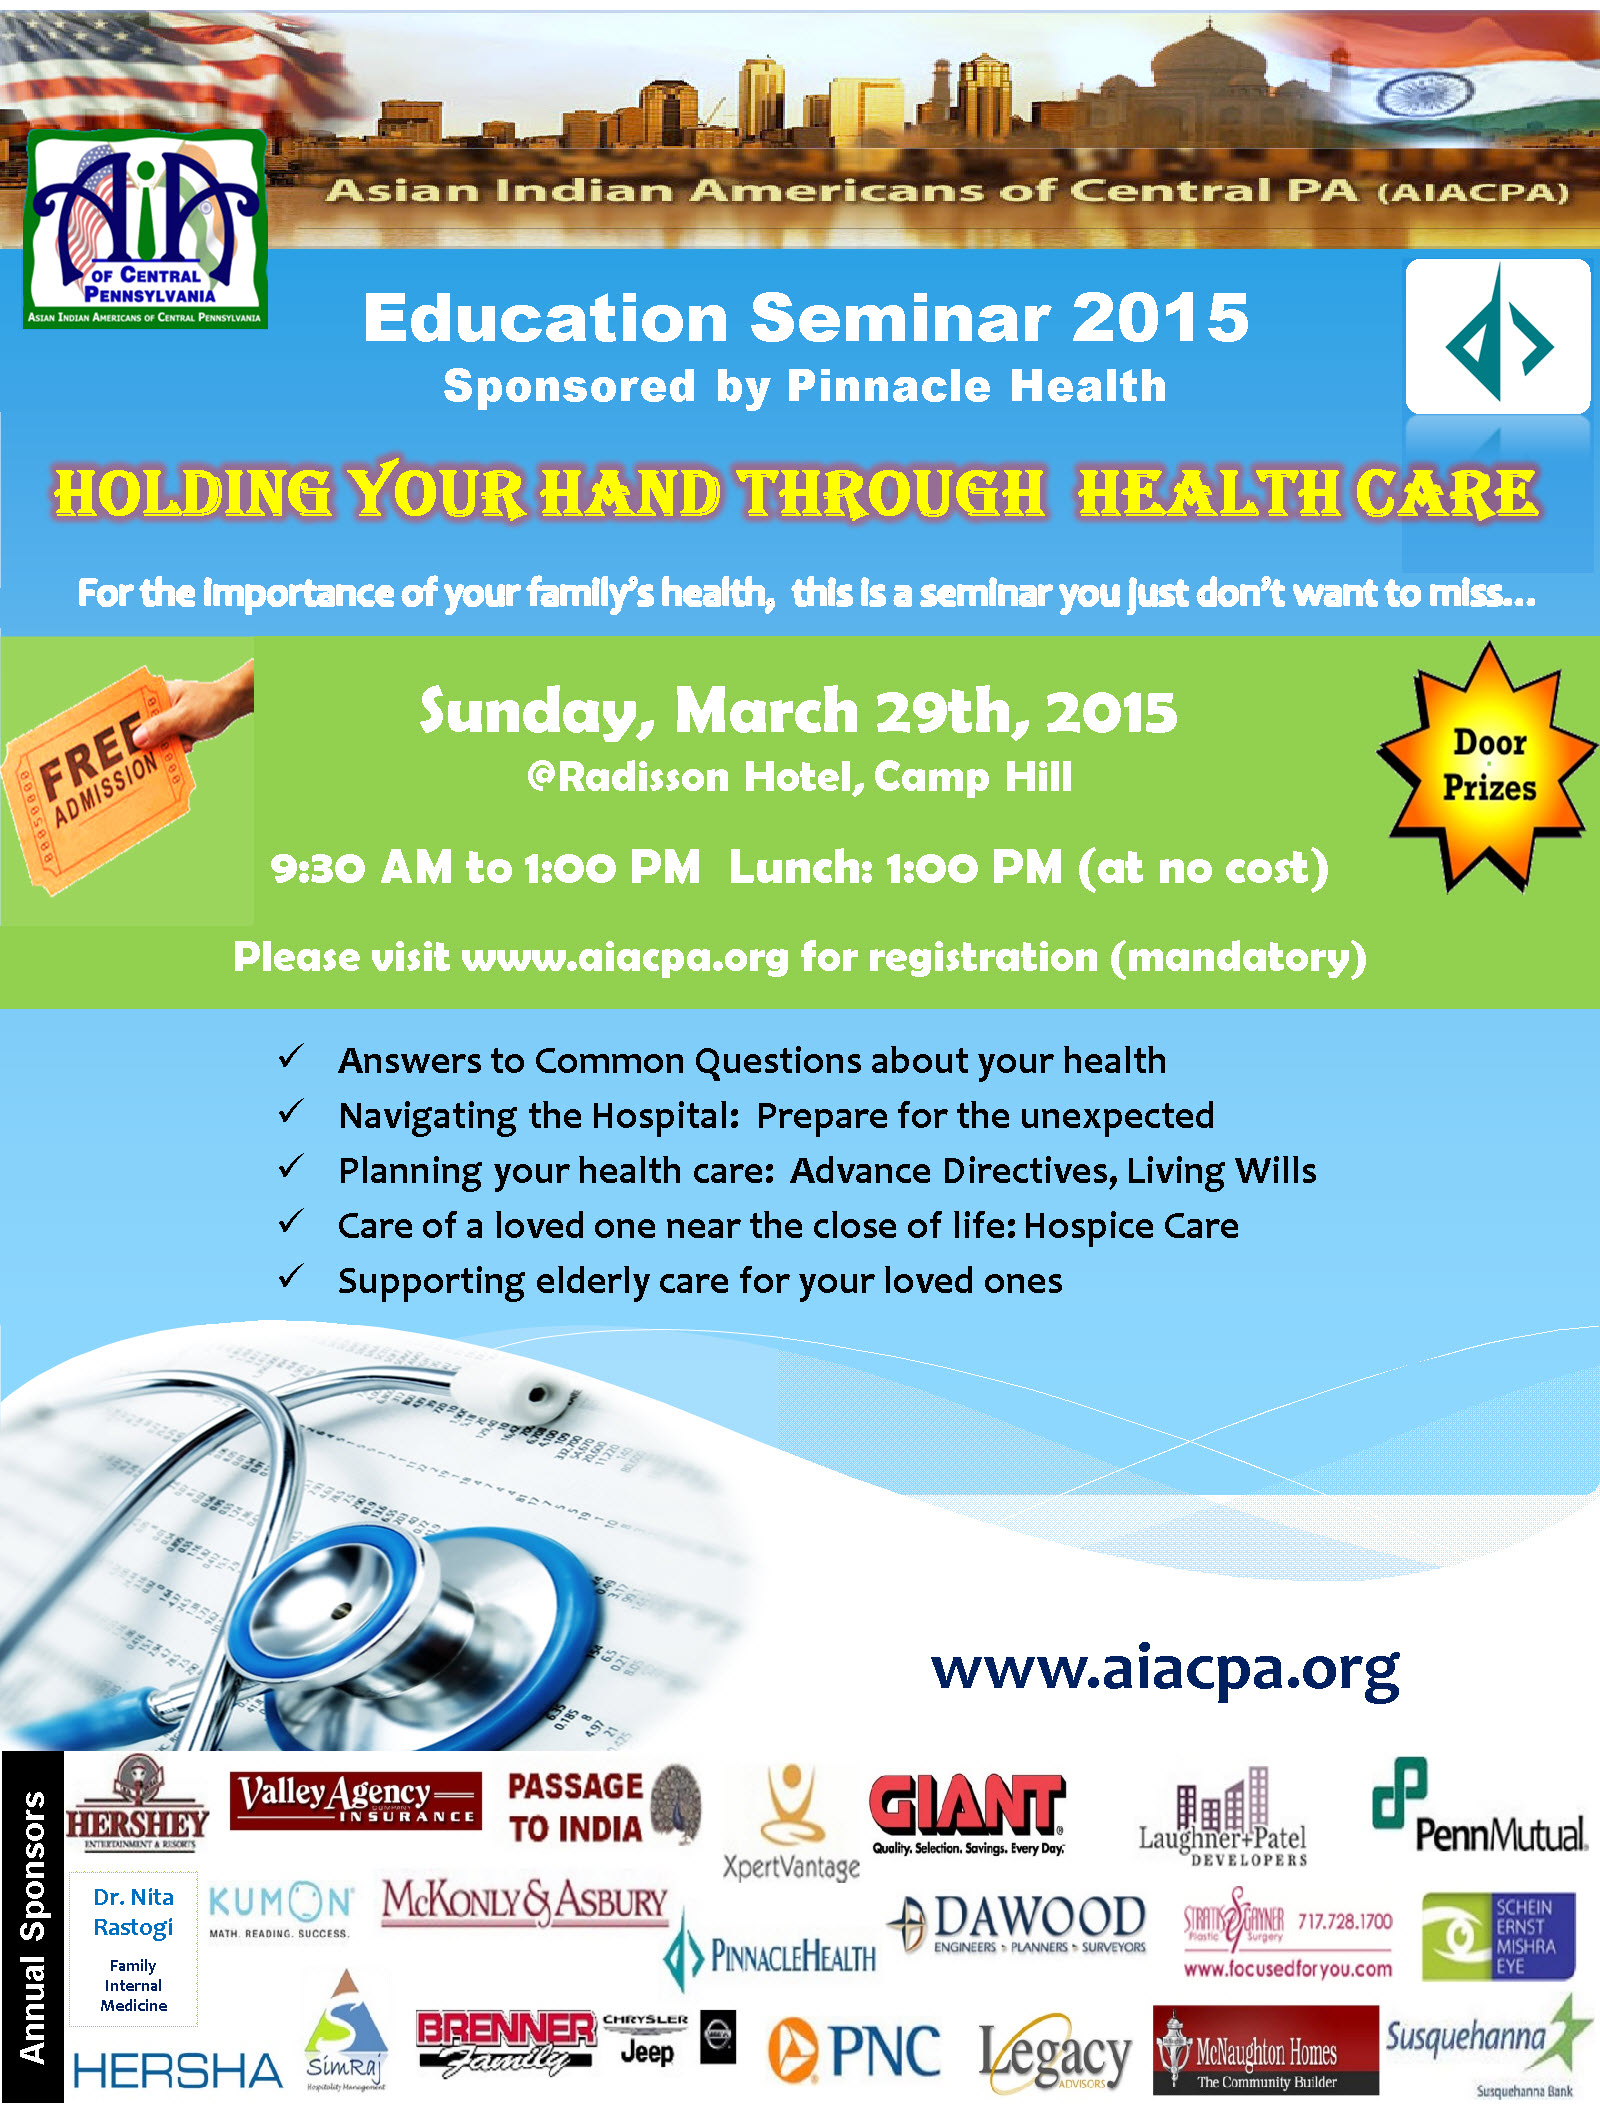 Asian Indian Americans of Central PA (AIACPA)
AiA
OF CENTRAL
PENNSYLVANIA
ASIAN INDIAN AMERICANS OF CENTRAL PENNSYLVANIA
Education Seminar 2015
Sponsored by Pinnacle Health
HOLDING YOUR HAND THROUGH HEALTH CARE
For the importance of your family's health, this is a seminar you just don't want to miss...
FREE
ADMISSION
Sunday, March 29th, 2015
@Radisson Hotel, Camp Hill
9:30 AM to 1:00 PM Lunch: 1:00 PM (at no cost)
Please visit www.aiacpa.org for registration (mandatory)
Door
Prizes
✓ Answers to Common Questions about your health
✓ Navigating the Hospital: Prepare for the unexpected
✓ Planning your health care: Advance Directives, Living Wills
✓ Care of a loved one near the close of life: Hospice Care
✓ Supporting elderly care for your loved ones
www.aiacpa.org
Annual Sponsors
HERSHEY
ENTERTAINMENT & RESORTS
Valley Agency
COMPANY
INSURANCE
PASSAGE
TO INDIA
XpertVantage
GIANT
Quality. Selection. Savings. Every Day.
Laughner+Patel
DEVELOPERS
PennMutual.
Dr. Nita
Rastogi
Family
Internal
Medicine
KUMON
MATH. READING. SUCCESS.
McKonly & Asbury
PINNACLEHEALTH
DAWOOD
ENGINEERS PLANNERS SURVEYORS
STRATIS GAYNER 717.728.1700
Plastic Surgery
www.focusedforyou.com
SCHEIN
ERNST
MISHRA
EYE
HERSHA
SimRaj
Hospitality Management
BRENNER
Family
CHRYSLER
Jeep
PNC
Legacy
ADVISORS
McNaughton Homes
The Community Builder
Susquehanna
Susquehanna Bank